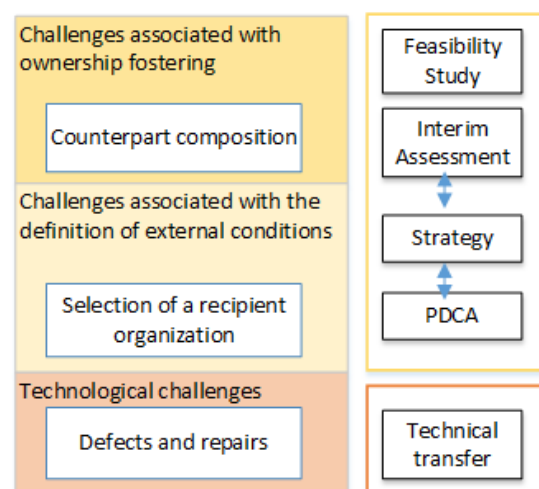 Challenges associated with
ownership fostering
Counterpart composition
Challenges associated with the
definition of external conditions
Selection of a recipient
organization
Technological challenges
Defects and repairs
Feasibility
Study
Interim
Assessment
Strategy
PDCA
Technical
transfer